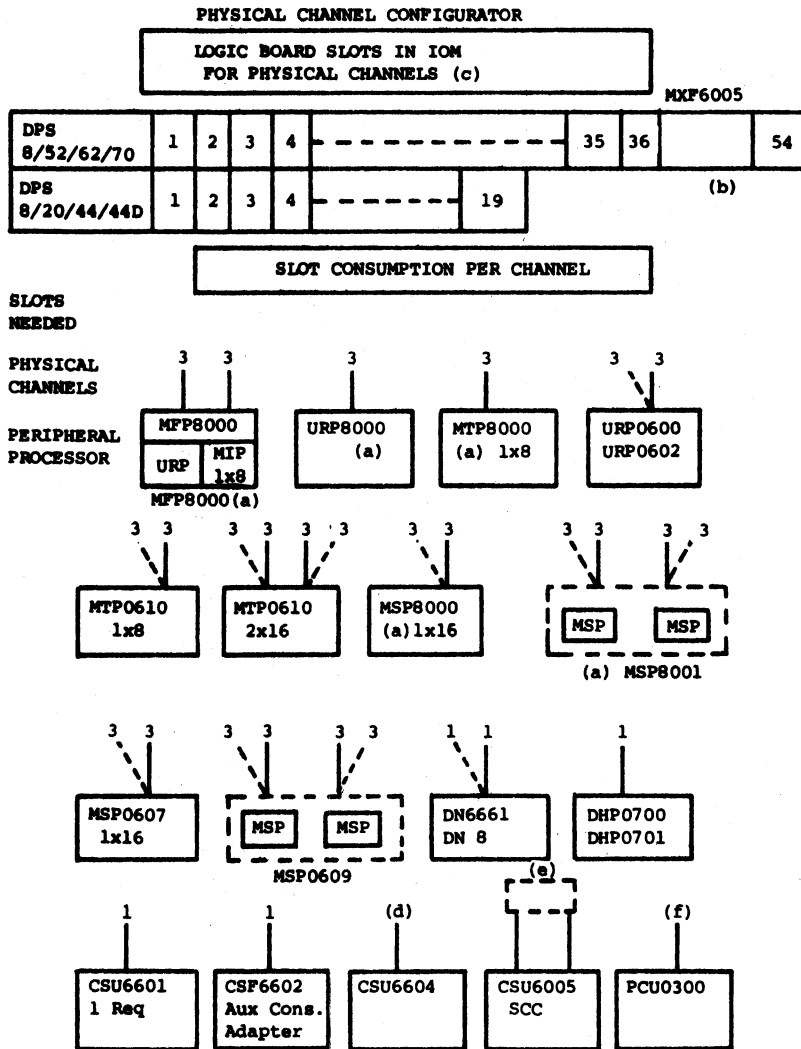 PHYSICAL CHANNEL CONFIGURATOR
LOGIC BOARD SLOTS IN IOM
FOR PHYSICAL CHANNELS (c)
MXF6005
DPS
8/52/62/70
1 2 3 4 35 36 54
(b)
DPS
8/20/44/44D
1 2 3 4 19
SLOT CONSUMPTION PER CHANNEL
SLOTS
NEEDED
PHYSICAL
CHANNELS
3 3 3 3 3 3
PERIPHERAL
PROCESSOR
MFP8000
URP
MIP
1x8
MFP8000(a)
URP8000
(a)
MTP8000
(a) 1x8
URP0600
URP0602
3 3 3 3 3 3 3 3 3 3 3 3
MTP0610
1x8
MTP0610
2x16
MSP8000
(a)1x16
MSP MSP
(a) MSP8001
3 3 3 3 3 3 1 1 1
MSP0607
1x16
MSP MSP
MSP0609
DN6661
DN 8
DHP0700
DHP0701
(e)
1 1 (d) (f)
CSU6601
1 Req
CSF6602
Aux Cons.
Adapter
CSU6604
CSU6005
SCC
PCU0300